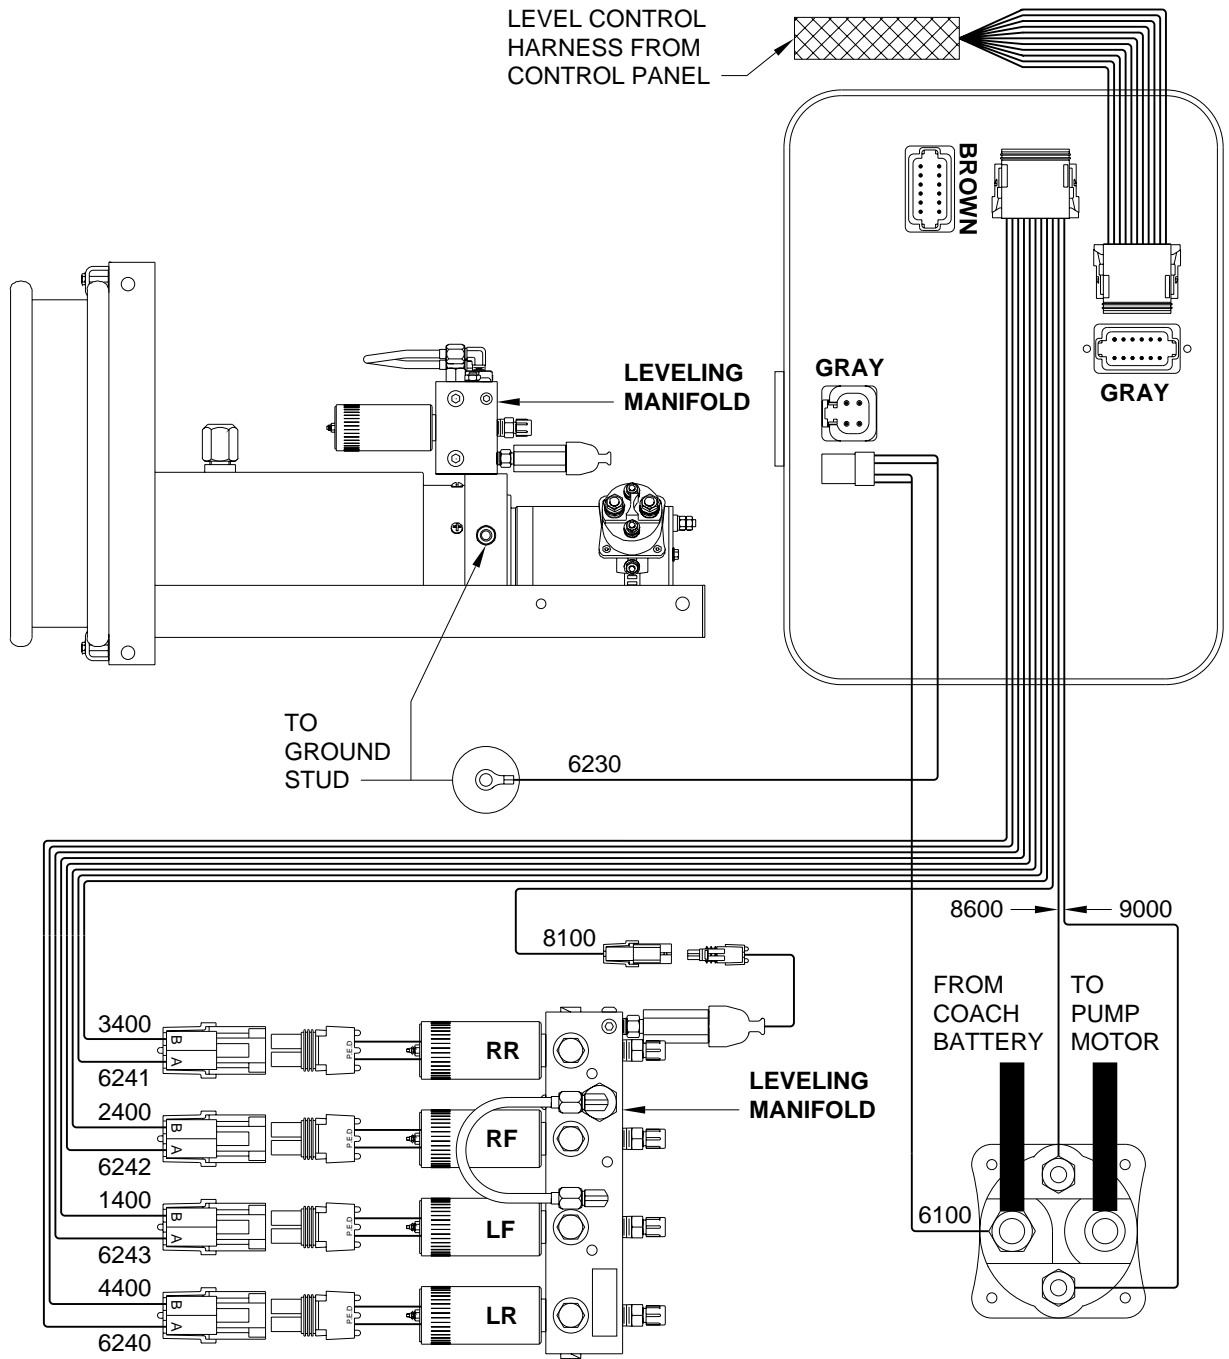 LEVEL CONTROL
HARNESS FROM
CONTROL PANEL
BROWN
GRAY
GRAY
LEVELING
MANIFOLD
TO
GROUND
STUD
6230
8600
9000
8100
FROM
COACH
BATTERY
TO
PUMP
MOTOR
3400
B
A
6241
P.E.D.
RR
LEVELING
MANIFOLD
2400
B
A
6242
P.E.D.
RF
1400
B
A
6243
P.E.D.
LF
6100
4400
B
A
6240
P.E.D.
LR